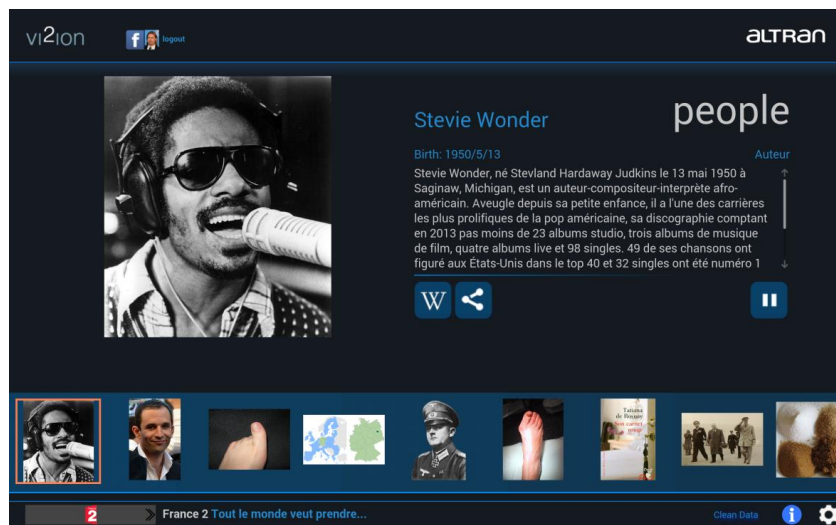 vi2ion
f
logout
altran
people
Stevie Wonder
Birth: 1950/5/13
Auteur
Stevie Wonder, né Stevland Hardaway Judkins le 13 mai 1950 à
Saginaw, Michigan, est un auteur-compositeur-interprète afro-
américain. Aveugle depuis sa petite enfance, il a l'une des carrières
les plus prolifiques de la pop américaine, sa discographie comptant
en 2013 pas moins de 23 albums studio, trois albums de musique
de film, quatre albums live et 98 singles. 49 de ses chansons ont
figuré aux États-Unis dans le top 40 et 32 singles ont été numéro 1
W
Tatiana
de Rosnay
Son carnet
rouge
2
France 2 Tout le monde veut prendre...
Clean Data
i